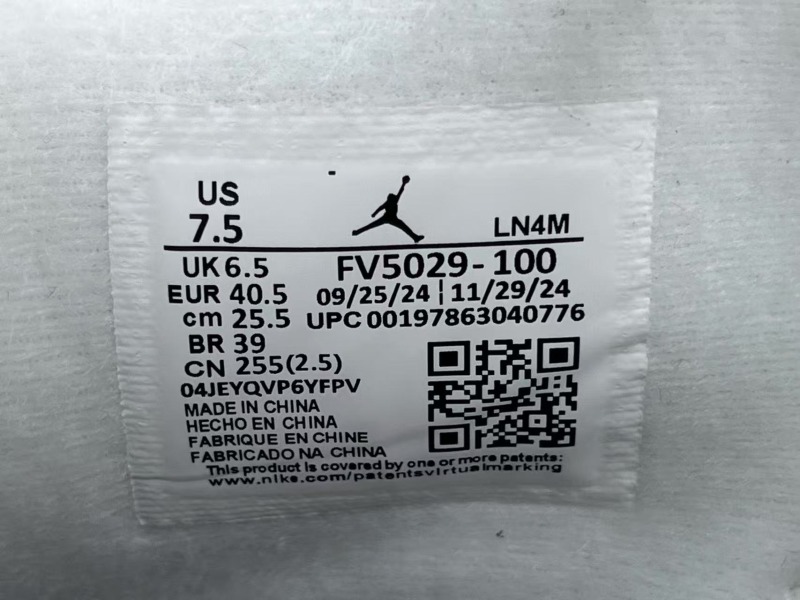 US
7.5
LN4M
UK 6.5
FV5029-100
EUR 40.5
09/25/24 | 11/29/24
cm 25.5
UPC 00197863040776
BR 39
CN 255(2.5)
04JEYQVP6YFPV
MADE IN CHINA
HECHO EN CHINA
FABRIQUE EN CHINE
FABRICADO NA CHINA
This product is covered by one or more patents:
www.nike.com/patentsvirtualmarking